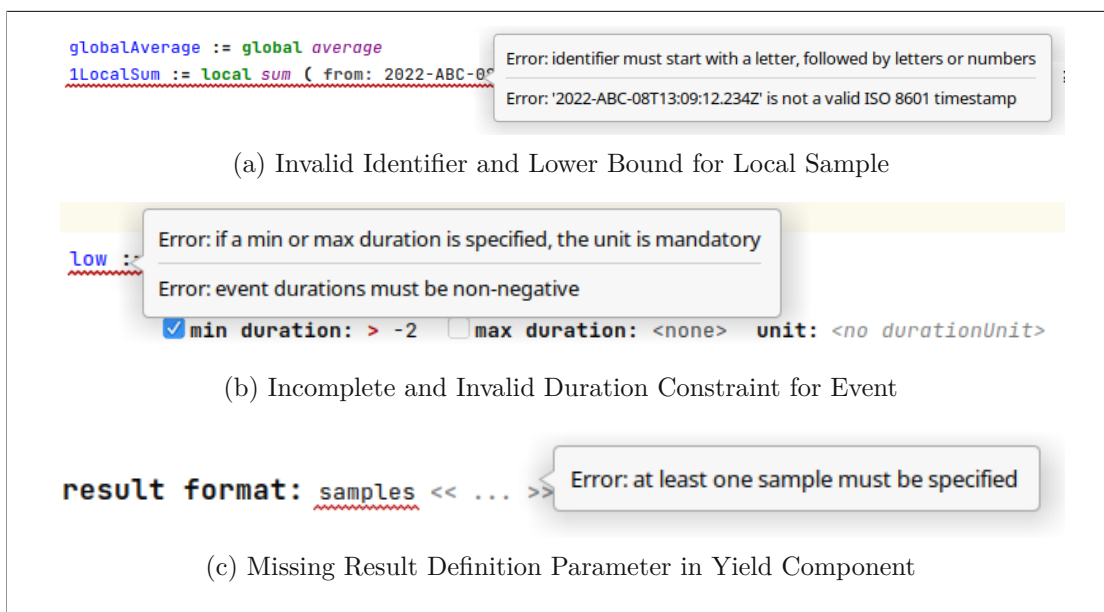 globalAverage := global average
1LocalSum := local sum ( from: 2022-ABC-08
Error: identifier must start with a letter, followed by letters or numbers
Error: '2022-ABC-08T13:09:12.234Z' is not a valid ISO 8601 timestamp
(a) Invalid Identifier and Lower Bound for Local Sample
Error: if a min or max duration is specified, the unit is mandatory
low :=
Error: event durations must be non-negative
min duration: > -2 max duration: <none> unit: <no durationUnit>
(b) Incomplete and Invalid Duration Constraint for Event
result format: samples << ... >>
Error: at least one sample must be specified
(c) Missing Result Definition Parameter in Yield Component